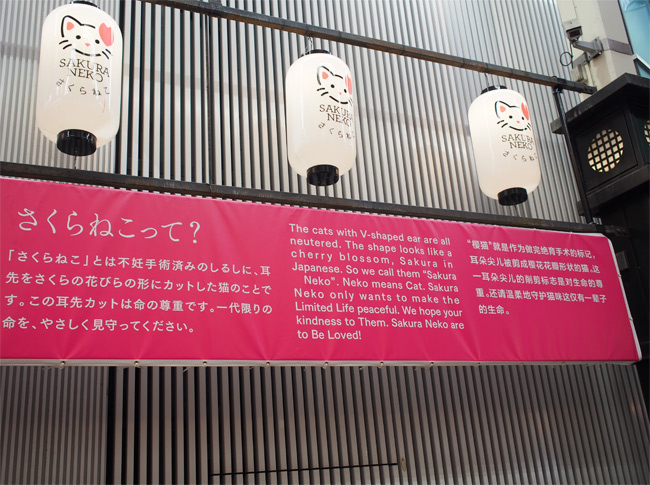 SAKURA
NEKO
さくらねこ
SAKURA
NEKO
さくらねこ
SAKURA
NEKO
さくらねこ
さくらねこって？
「さくらねこ」とは不妊手術済みのしるしに、耳
先をさくらの花びらの形にカットした猫のことで
す。この耳先カットは命の尊重です。一代限りの
命を、やさしく見守ってください。
The cats with V-shaped ear are all
neutered. The shape looks like a
cherry blossom, Sakura in
Japanese. So we call them “Sakura
Neko”. Neko means Cat. Sakura
Neko only wants to make the
Limited Life peaceful. We hope your
kindness to Them. Sakura Neko are
to Be Loved!
“樱猫”就是作为做完绝育手术的标记，
耳朵尖儿被剪成樱花花瓣形状的猫。这
一耳朵尖儿的削剪标志是对生命的尊
重。还请温柔地守护猫咪这仅有一辈子
的生命。